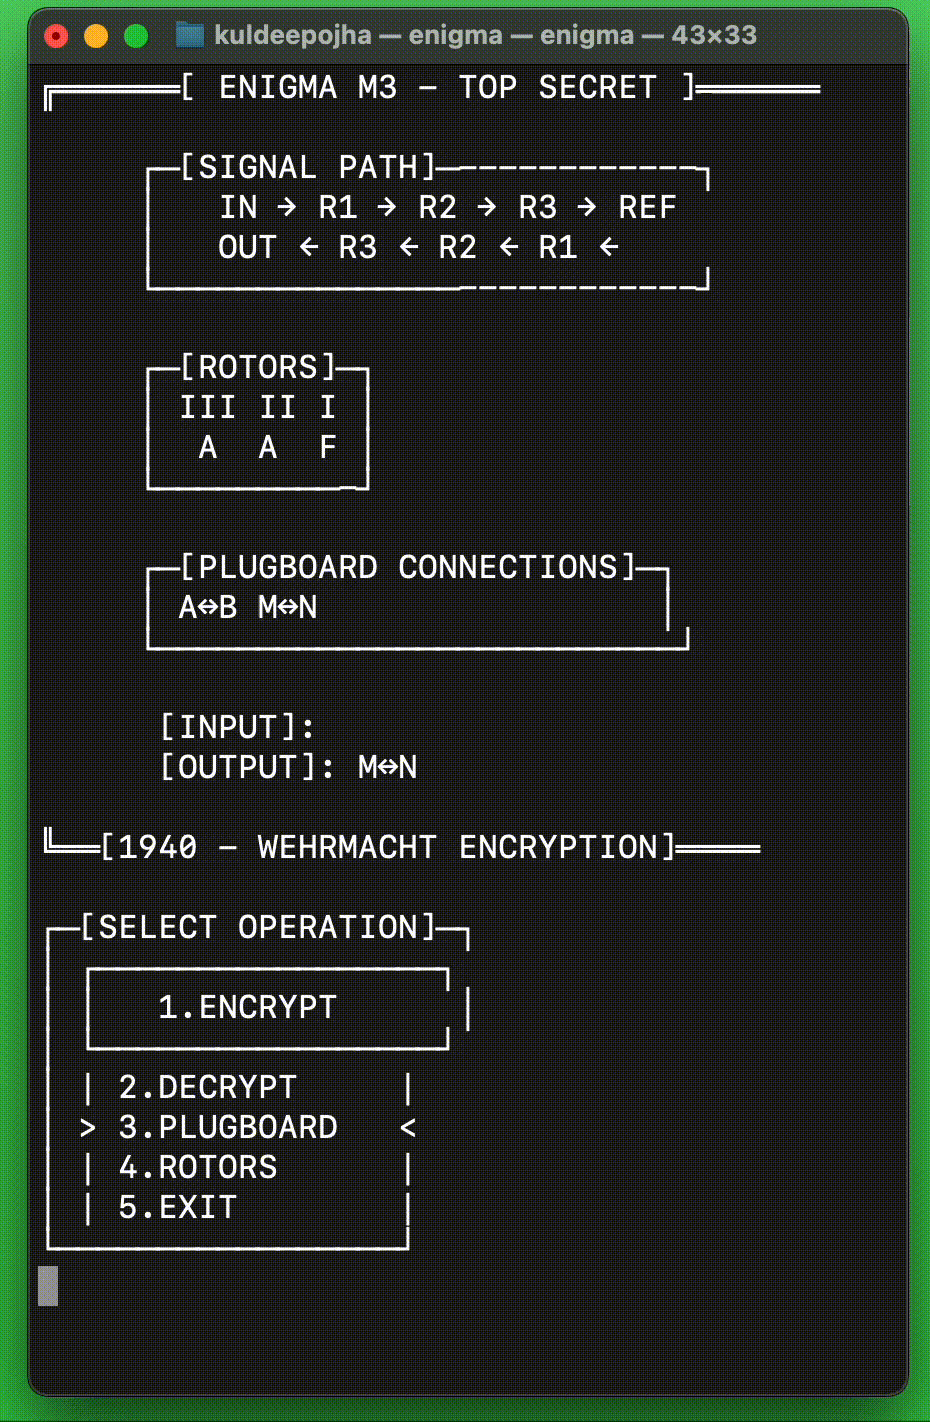 kuldeepojha — enigma — enigma — 43×33
[ ENIGMA M3 — TOP SECRET ]
[SIGNAL PATH]
IN → R1 → R2 → R3 → REF
OUT ← R3 ← R2 ← R1 ←
[ROTORS]
III II I
A A F
[PLUGBOARD CONNECTIONS]
A↔B M↔N
[INPUT]:
[OUTPUT]: M↔N
[1940 — WEHRMACHT ENCRYPTION]
[SELECT OPERATION]
1.ENCRYPT
| 2.DECRYPT |
> 3.PLUGBOARD <
| 4.ROTORS |
| 5.EXIT |